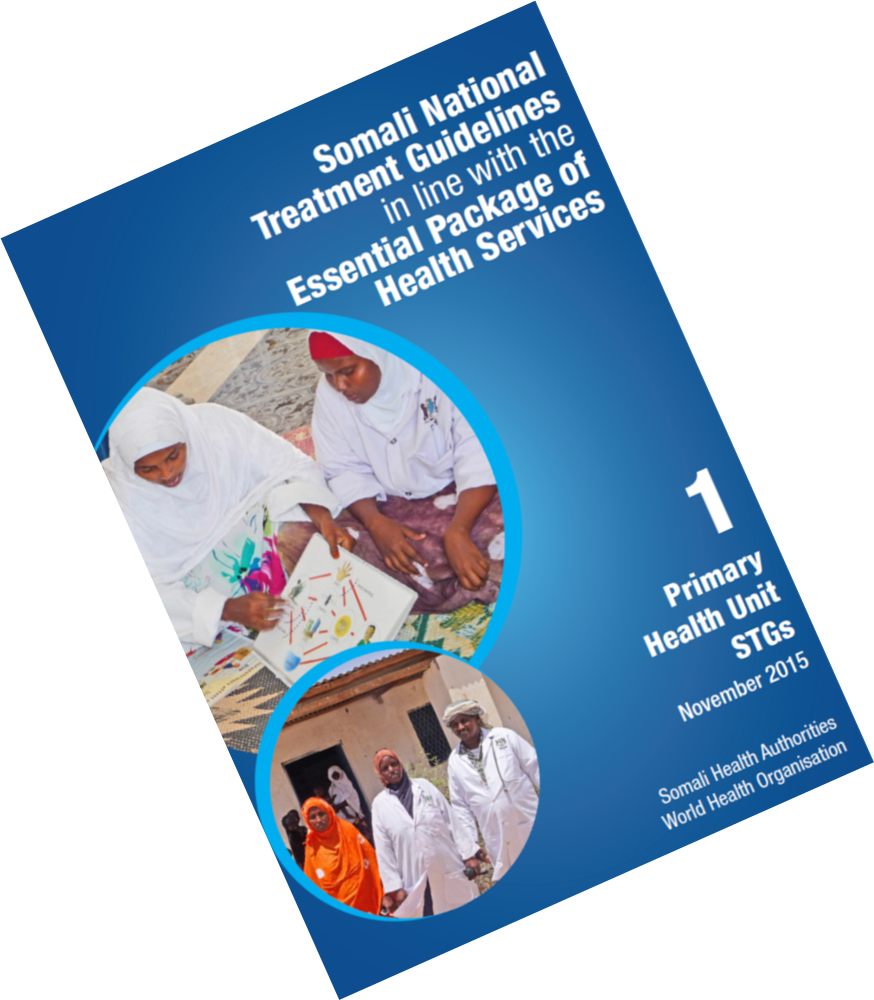 Somali National
Treatment Guidelines
in line with the
Essential Package of
Health Services
1
Primary
Health Unit
STGs
November 2015
Somali Health Authorities
World Health Organisation